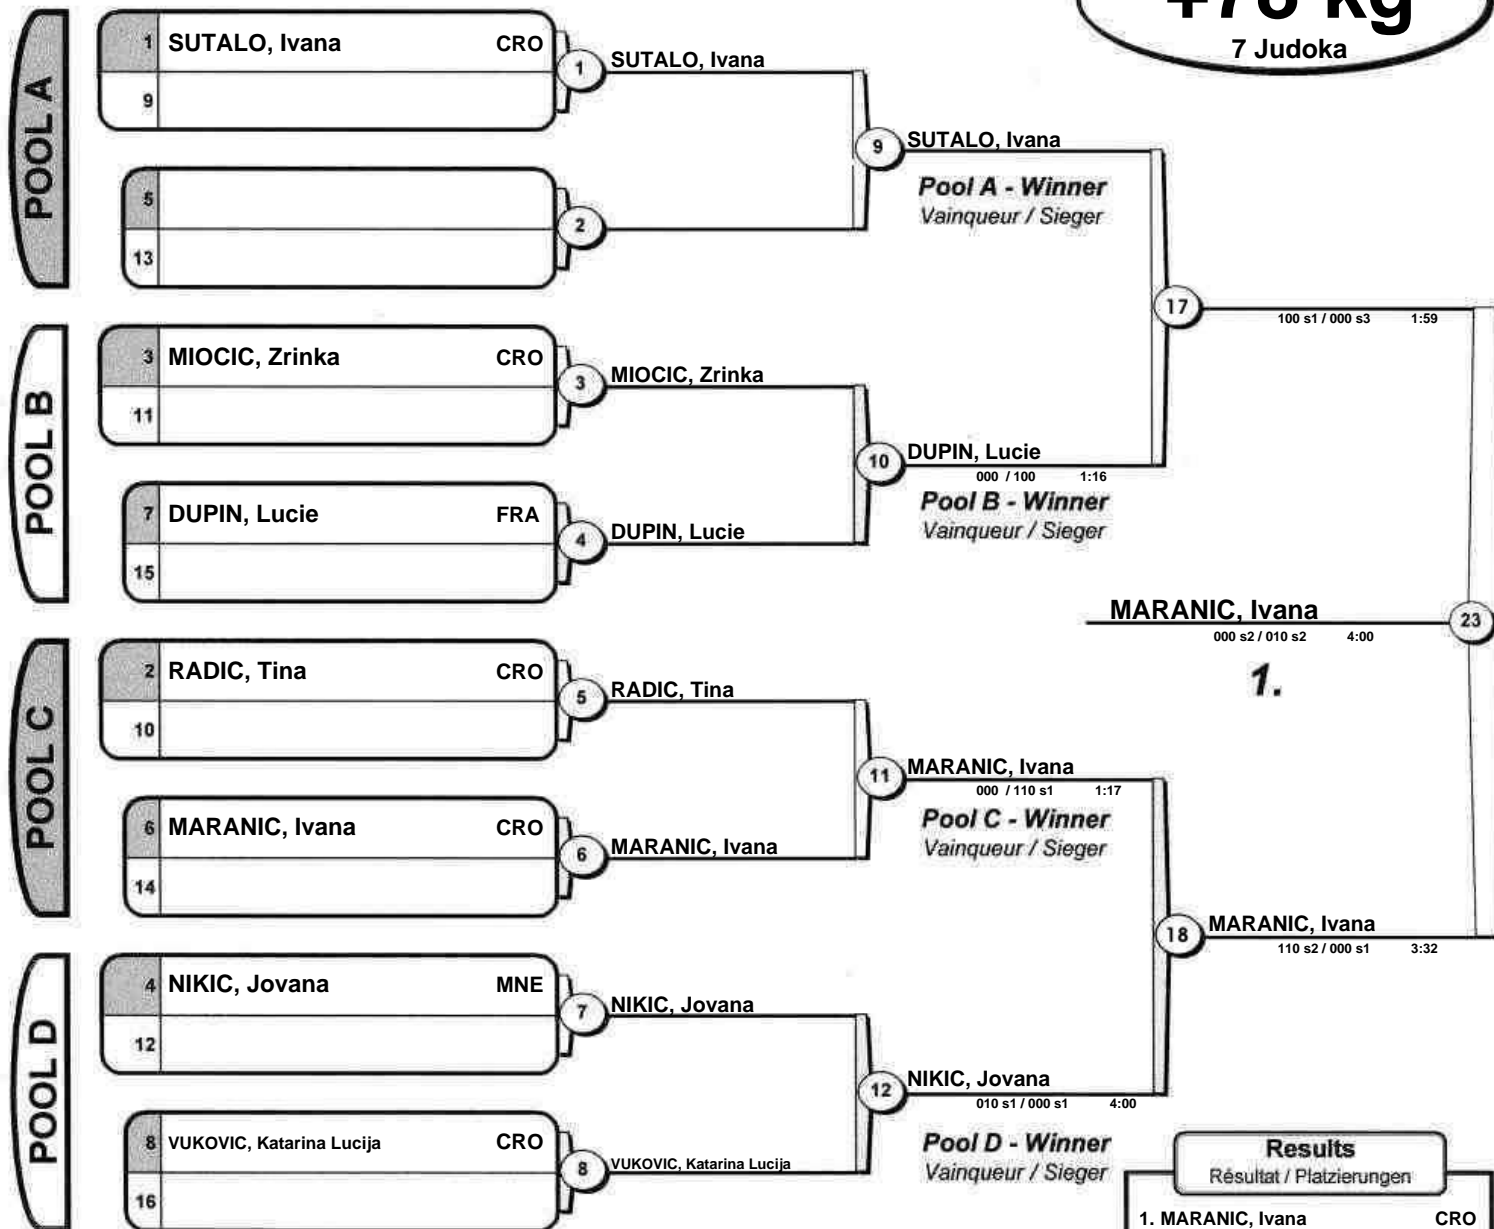 +78 kg
7 Judoka
POOL A
1 SUTALO, Ivana CRO
9
5
13
1 SUTALO, Ivana
2
9 SUTALO, Ivana
Pool A - Winner
Vainqueur / Sieger
POOL B
3 MIOCIC, Zrinka CRO
11
7 DUPIN, Lucie FRA
15
3 MIOCIC, Zrinka
4 DUPIN, Lucie
10 DUPIN, Lucie
000 / 100 1:16
Pool B - Winner
Vainqueur / Sieger
17
100 s1 / 000 s3 1:59
MARANIC, Ivana
23
000 s2 / 010 s2 4:00
1.
POOL C
2 RADIC, Tina CRO
10
6 MARANIC, Ivana CRO
14
5 RADIC, Tina
6 MARANIC, Ivana
11 MARANIC, Ivana
000 / 110 s1 1:17
Pool C - Winner
Vainqueur / Sieger
18 MARANIC, Ivana
110 s2 / 000 s1 3:32
POOL D
4 NIKIC, Jovana MNE
12
8 VUKOVIC, Katarina Lucija CRO
16
7 NIKIC, Jovana
8 VUKOVIC, Katarina Lucija
12 NIKIC, Jovana
010 s1 / 000 s1 4:00
Pool D - Winner
Vainqueur / Sieger
Results
Résultat / Platzierungen
1. MARANIC, Ivana CRO